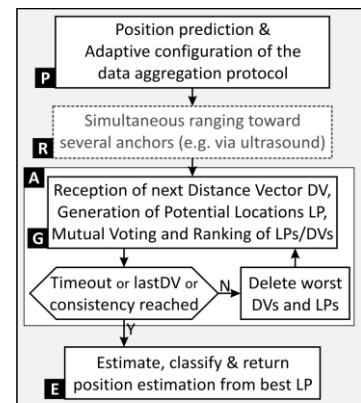 Position prediction &
Adaptive configuration of the
data aggregation protocol
P
Simultaneous ranging toward
several anchors (e.g. via ultrasound)
R
A
Reception of next Distance Vector DV,
Generation of Potential Locations LP,
Mutual Voting and Ranking of LPs/DVs
G
Timeout or lastDV or
consistency reached
N
Delete worst
DVs and LPs
Y
Estimate, classify & return
position estimation from best LP
E